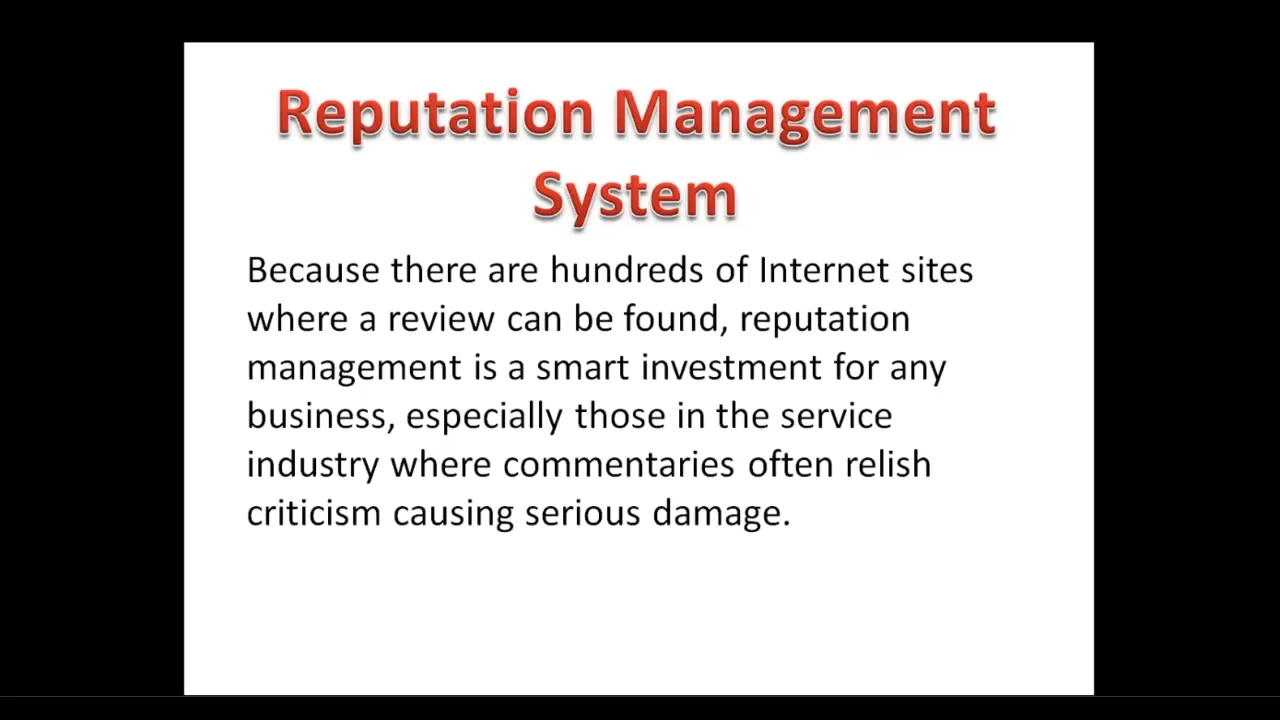 Reputation Management
System
Because there are hundreds of Internet sites
where a review can be found, reputation
management is a smart investment for any
business, especially those in the service
industry where commentaries often relish
criticism causing serious damage.